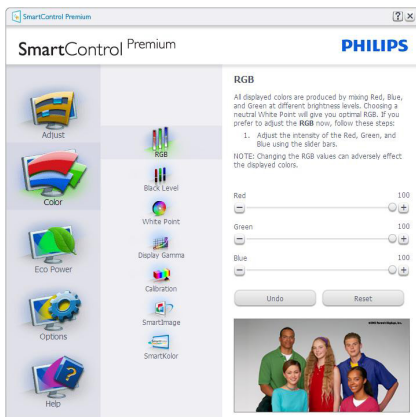 SmartControl Premium
SmartControl Premium
PHILIPS
Adjust
Color
Eco Power
Options
Help
RGB
Black Level
White Point
Display Gamma
Calibration
SmartImage
SmartKolor
RGB
All displayed colors are produced by mixing Red, Blue,
and Green at different brightness levels. Choosing a
neutral White Point will give you optimal RGB. If you
prefer to adjust the RGB now, follow these steps:
1. Adjust the intensity of the Red, Green, and
Blue using the slider bars.
NOTE: Changing the RGB values can adversely effect
the displayed colors.
Red 100
Green 100
Blue 100
Undo Reset